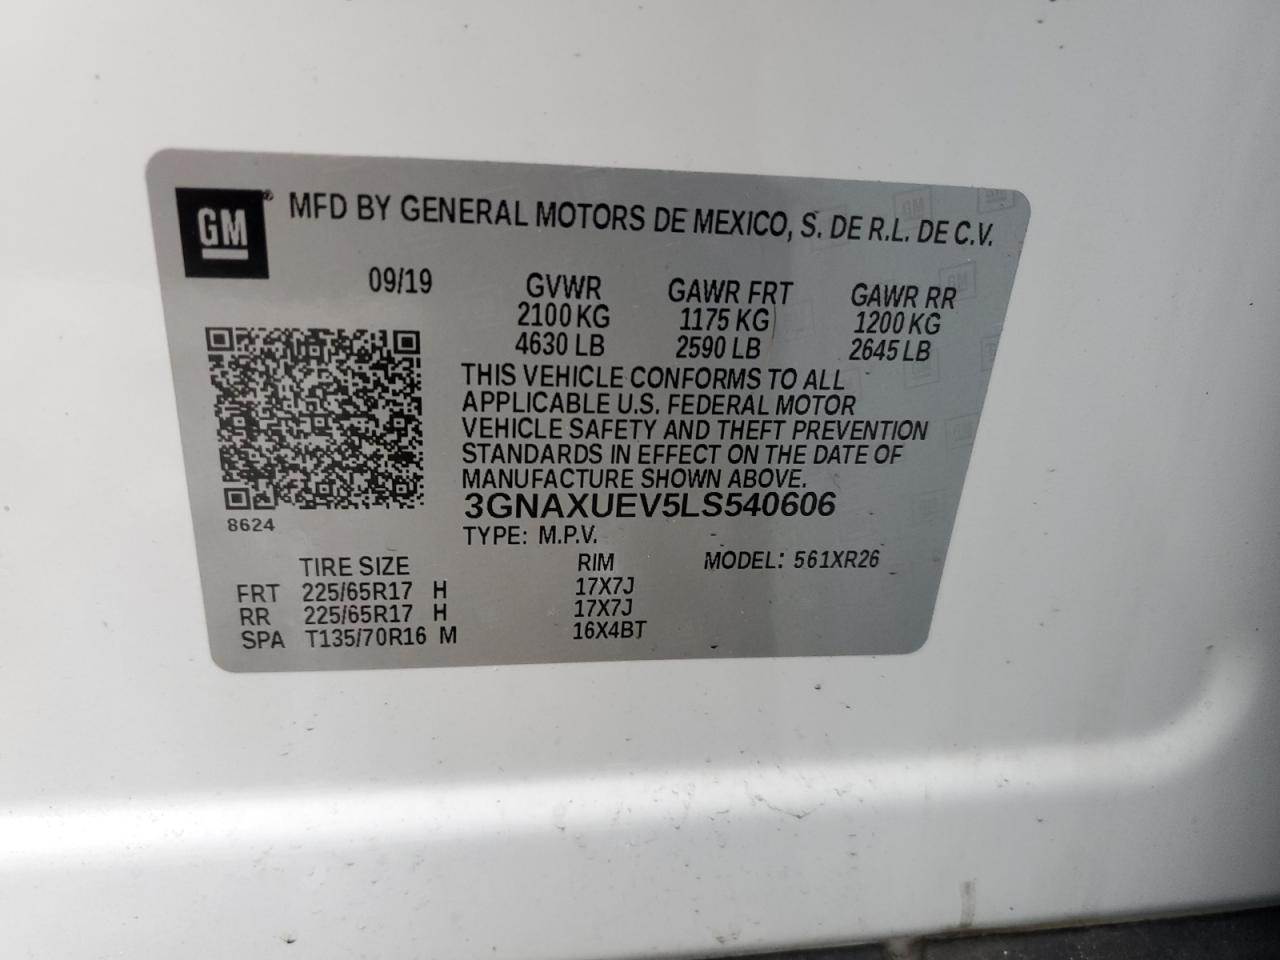 GM® MFD BY GENERAL MOTORS DE MEXICO, S. DE R.L. DE C.V.
09/19 GVWR GAWR FRT GAWR RR
2100 KG 1175 KG 1200 KG
4630 LB 2590 LB 2645 LB
THIS VEHICLE CONFORMS TO ALL
APPLICABLE U.S. FEDERAL MOTOR
VEHICLE SAFETY AND THEFT PREVENTION
STANDARDS IN EFFECT ON THE DATE OF
MANUFACTURE SHOWN ABOVE.
3GNAXUEV5LS540606
8624
TYPE: M.P.V.
TIRE SIZE RIM MODEL: 561XR26
FRT 225/65R17 H 17X7J
RR 225/65R17 H 17X7J
SPA T135/70R16 M 16X4BT